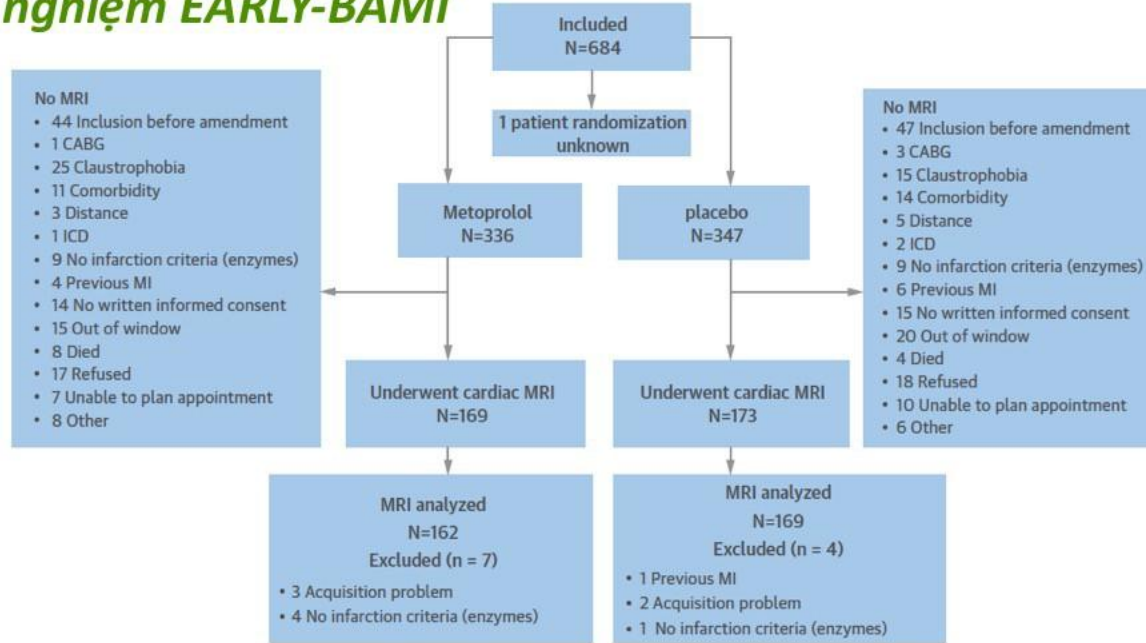 nghiệm EARLY-BAMI
Included
N=684
1 patient randomization
unknown
No MRI
• 44 Inclusion before amendment
• 1 CABG
• 25 Claustrophobia
• 11 Comorbidity
• 3 Distance
• 1 ICD
• 9 No infarction criteria (enzymes)
• 4 Previous MI
• 14 No written informed consent
• 15 Out of window
• 8 Died
• 17 Refused
• 7 Unable to plan appointment
• 8 Other
Metoprolol
N=336
placebo
N=347
No MRI
• 47 Inclusion before amendment
• 3 CABG
• 15 Claustrophobia
• 14 Comorbidity
• 5 Distance
• 2 ICD
• 9 No infarction criteria (enzymes)
• 6 Previous MI
• 15 No written informed consent
• 20 Out of window
• 4 Died
• 18 Refused
• 10 Unable to plan appointment
• 6 Other
Underwent cardiac MRI
N=169
Underwent cardiac MRI
N=173
MRI analyzed
N=162
Excluded (n = 7)
• 3 Acquisition problem
• 4 No infarction criteria (enzymes)
MRI analyzed
N=169
Excluded (n = 4)
• 1 Previous MI
• 2 Acquisition problem
• 1 No infarction criteria (enzymes)